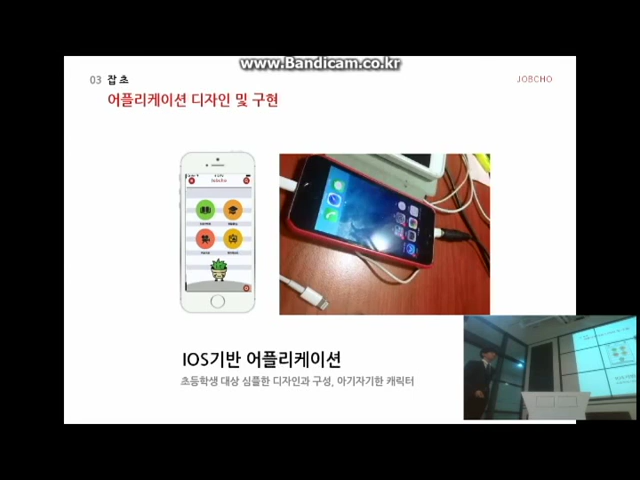 www.Bandicam.co.kr
03 잡초
JOBCHO
어플리케이션 디자인 및 구현
IOS기반 어플리케이션
초등학생 대상 심플한 디자인과 구성, 아기자기한 캐릭터